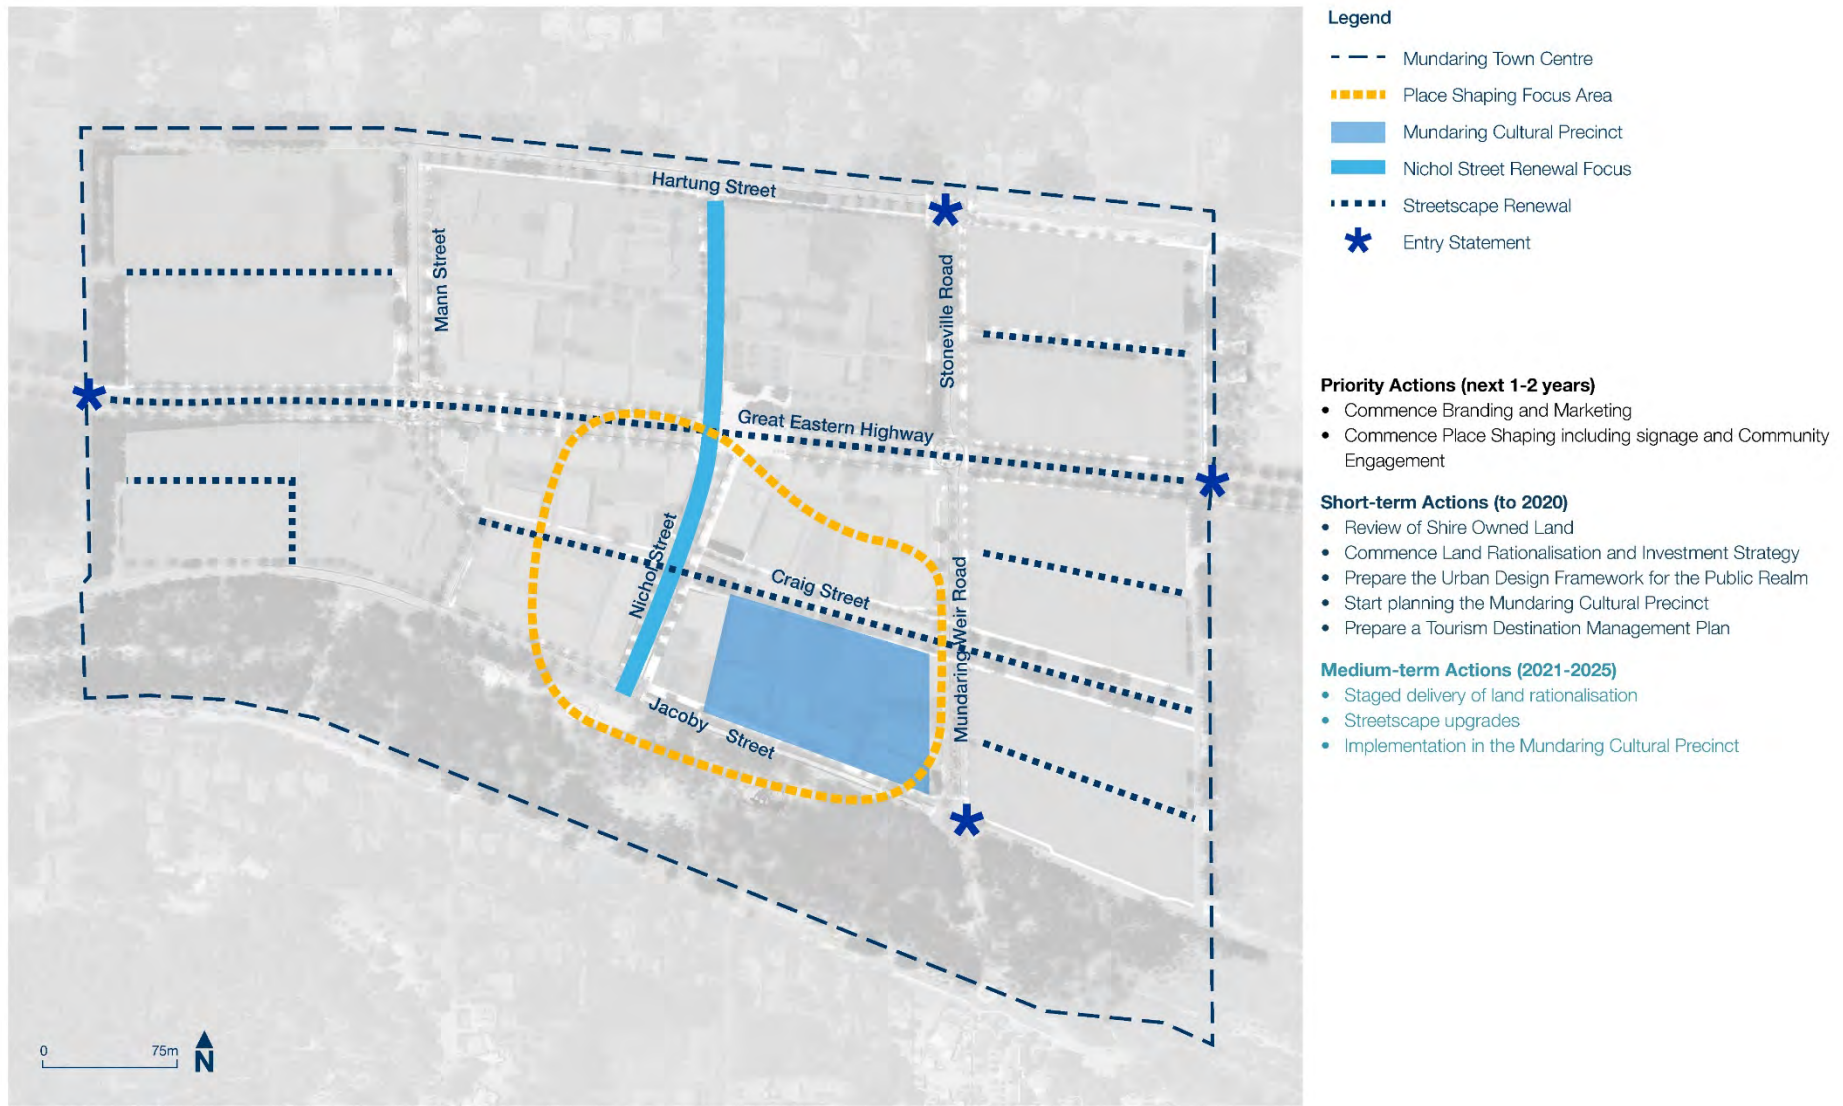 Legend
Mundaring Town Centre
Place Shaping Focus Area
Mundaring Cultural Precinct
Nichol Street Renewal Focus
Streetscape Renewal
Entry Statement
Hartung Street
Mann Street
Stoneville Road
Great Eastern Highway
Nichol Street
Craig Street
Mundaring Weir Road
Jacoby Street
0 75m
N
Priority Actions (next 1-2 years)
• Commence Branding and Marketing
• Commence Place Shaping including signage and Community
Engagement
Short-term Actions (to 2020)
• Review of Shire Owned Land
• Commence Land Rationalisation and Investment Strategy
• Prepare the Urban Design Framework for the Public Realm
• Start planning the Mundaring Cultural Precinct
• Prepare a Tourism Destination Management Plan
Medium-term Actions (2021-2025)
• Staged delivery of land rationalisation
• Streetscape upgrades
• Implementation in the Mundaring Cultural Precinct